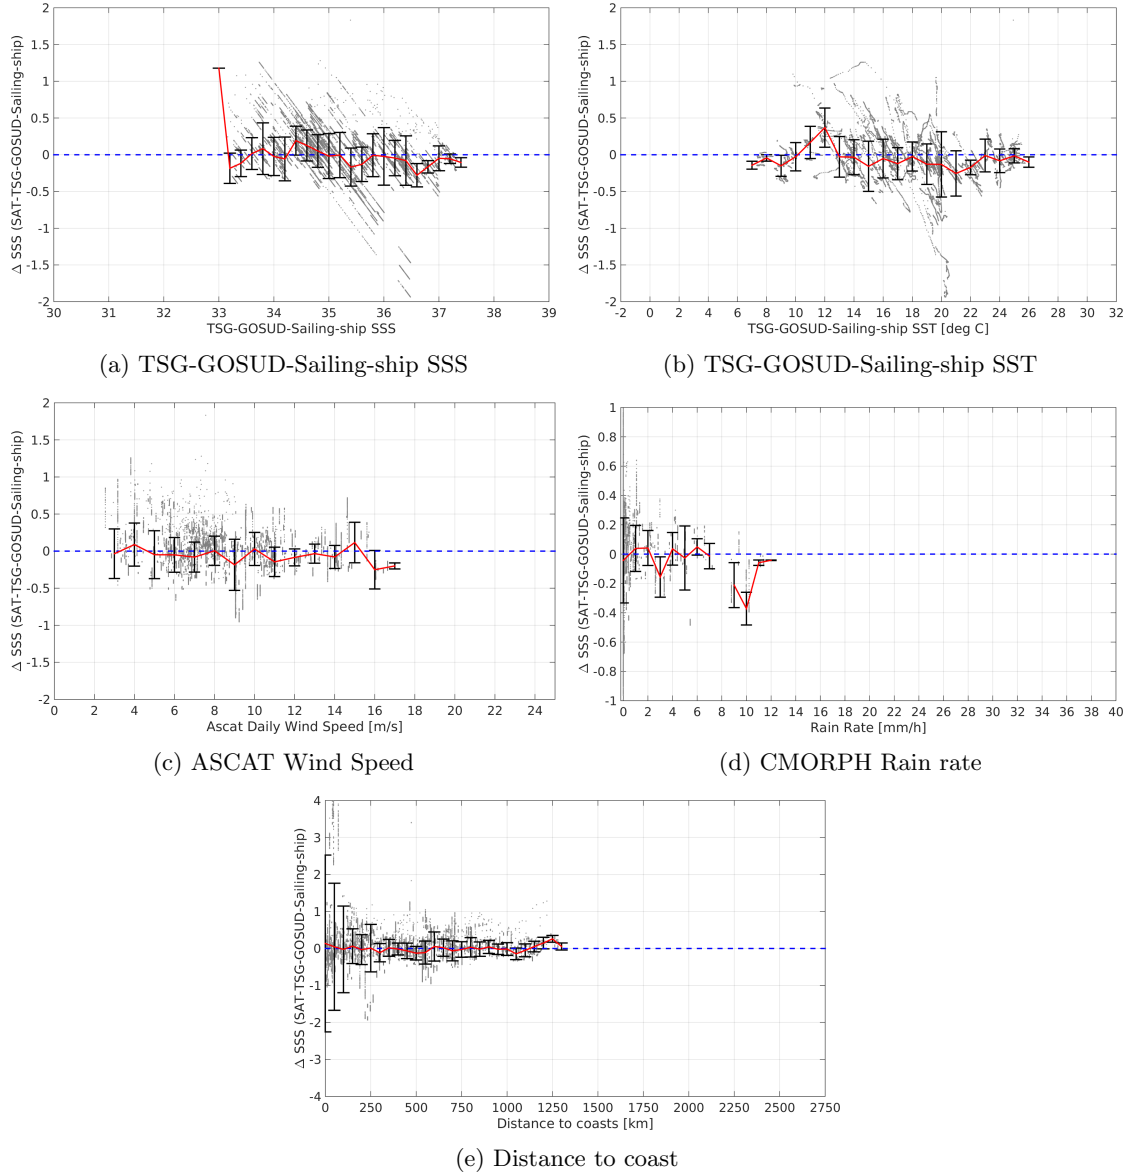 2
1.5
1
0.5
0
-0.5
-1
-1.5
-2
Δ SSS (SAT-TSG-GOSUD-Sailing-ship)
30 31 32 33 34 35 36 37 38 39
TSG-GOSUD-Sailing-ship SSS
(a) TSG-GOSUD-Sailing-ship SSS
2
1.5
1
0.5
0
-0.5
-1
-1.5
-2
Δ SSS (SAT-TSG-GOSUD-Sailing-ship)
-2 0 2 4 6 8 10 12 14 16 18 20 22 24 26 28 30 32
TSG-GOSUD-Sailing-ship SST [deg C]
(b) TSG-GOSUD-Sailing-ship SST
2
1.5
1
0.5
0
-0.5
-1
-1.5
-2
Δ SSS (SAT-TSG-GOSUD-Sailing-ship)
0 2 4 6 8 10 12 14 16 18 20 22 24
Ascat Daily Wind Speed [m/s]
(c) ASCAT Wind Speed
1
0.8
0.6
0.4
0.2
0
-0.2
-0.4
-0.6
-0.8
-1
Δ SSS (SAT-TSG-GOSUD-Sailing-ship)
0 2 4 6 8 10 12 14 16 18 20 22 24 26 28 30 32 34 36 38 40
Rain Rate [mm/h]
(d) CMORPH Rain rate
4
3
2
1
0
-1
-2
-3
-4
Δ SSS (SAT-TSG-GOSUD-Sailing-ship)
0 250 500 750 1000 1250 1500 1750 2000 2250 2500 2750
Distance to coasts [km]
(e) Distance to coast